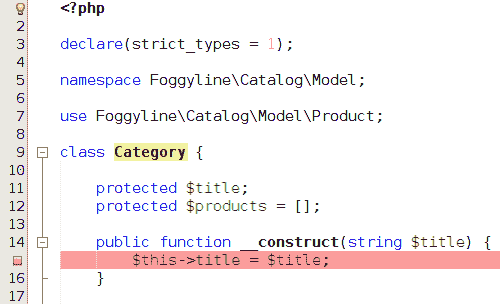 <?php
2
3 declare(strict_types = 1);
4
5 namespace Foggyline\Catalog\Model;
6
7 use Foggyline\Catalog\Model\Product;
8
9 class Category {
10
11 protected $title;
12 protected $products = [];
13
14 public function __construct(string $title) {
$this->title = $title;
16 }
17